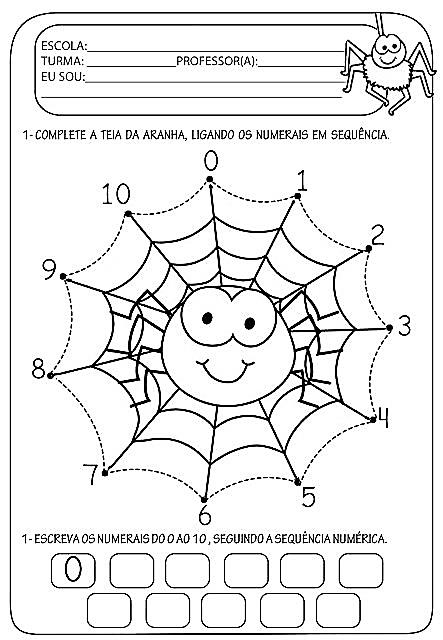 ESCOLA:
TURMA: PROFESSOR(A):
EU SOU:
1- COMPLETE A TEIA DA ARANHA, LIGANDO OS NUMERAIS EM SEQUÊNCIA.
0
1
10
2
9
3
8
4
7
5
6
1- ESCREVA OS NUMERAIS DO 0 AO 10, SEGUINDO A SEQUÊNCIA NUMÉRICA.
0